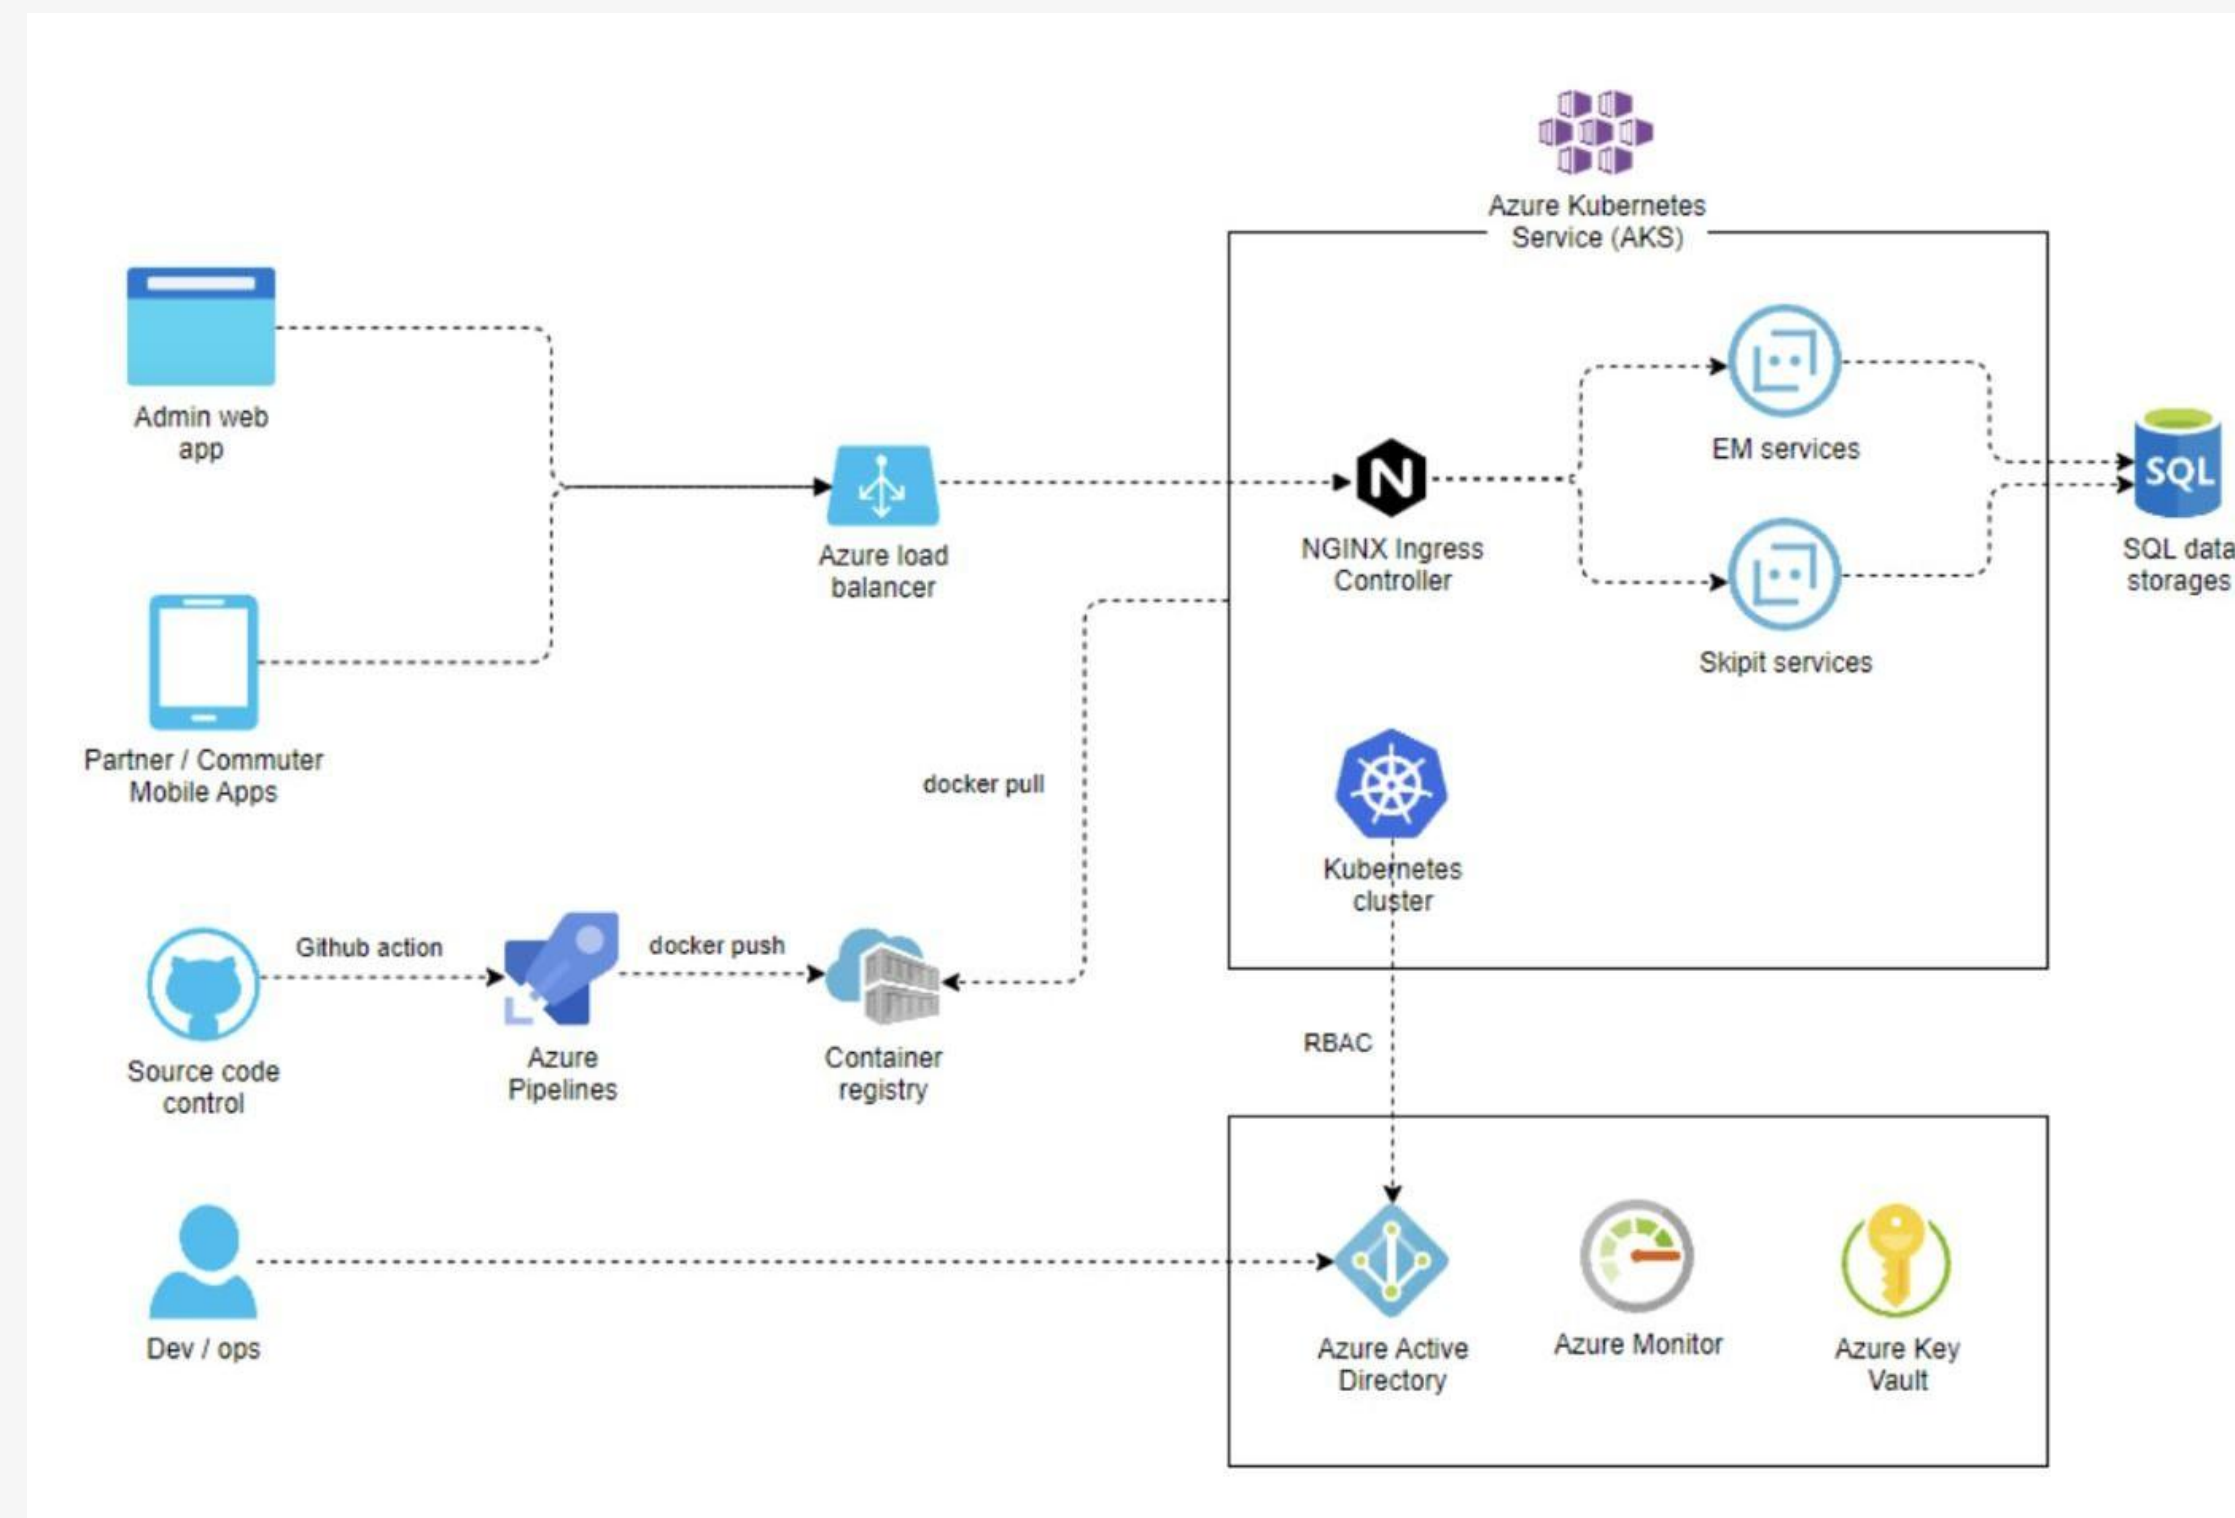 Azure Kubernetes
Service (AKS)
Admin web
app
EM services
SQL
Azure load
balancer
NGINX Ingress
Controller
SQL data
storages
Skipit services
Partner / Commuter
Mobile Apps
docker pull
Kubernetes
cluster
Github action
docker push
Source code
control
Azure
Pipelines
Container
registry
RBAC
Dev / ops
Azure Active
Directory
Azure Monitor
Azure Key
Vault